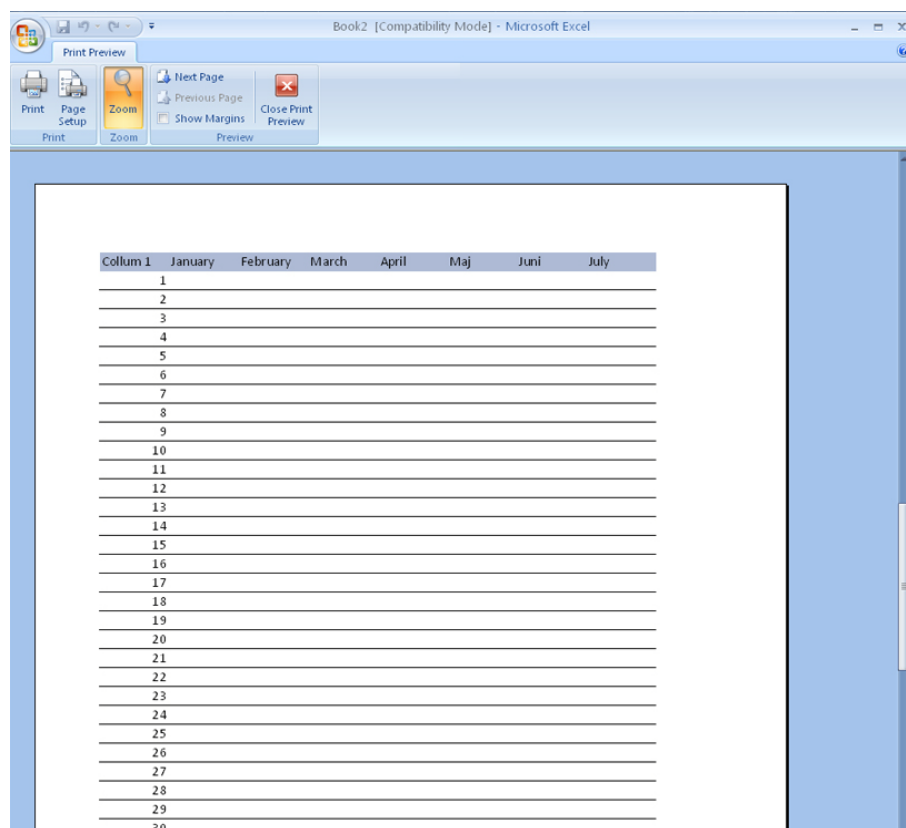 Book2 [Compatibility Mode] - Microsoft Excel
Print Preview
Print
Page Setup
Zoom
Next Page
Previous Page
Show Margins
Close Print Preview
Print
Zoom
Preview
Collum 1 January February March April Maj Juni July
1
2
3
4
5
6
7
8
9
10
11
12
13
14
15
16
17
18
19
20
21
22
23
24
25
26
27
28
29
30